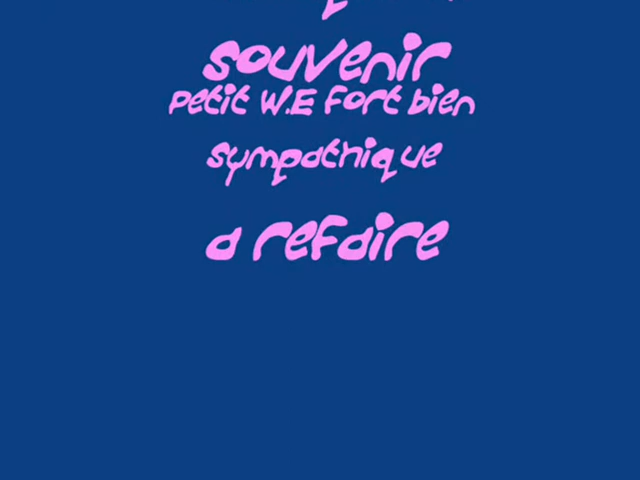 souvenir
petit W.E fort bien
sympathique
a refaire